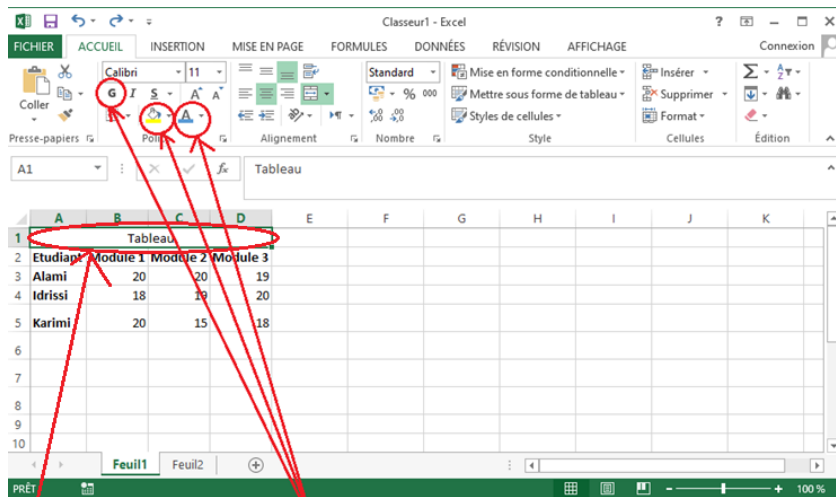 Classeur1 - Excel
FICHIER ACCUEIL INSERTION MISE EN PAGE FORMULES DONNÉES RÉVISION AFFICHAGE Connexion
Calibri 11 Standard Mise en forme conditionnelle Insérer
Coller G I S A A % 000 Mettre sous forme de tableau Supprimer
A Styles de cellules Format
Presse-papiers Alignement Nombre Style Cellules Édition
A1 fx Tableau
A B C D E F G H I J K
1 Tableau
2 Etudiant Module 1 Module 2 Module 3
3 Alami 20 20 19
4 Idrissi 18 19 20
5 Karimi 20 15 18
6
7
8
9
10
Feuil1 Feuil2
PRÊT 100 %